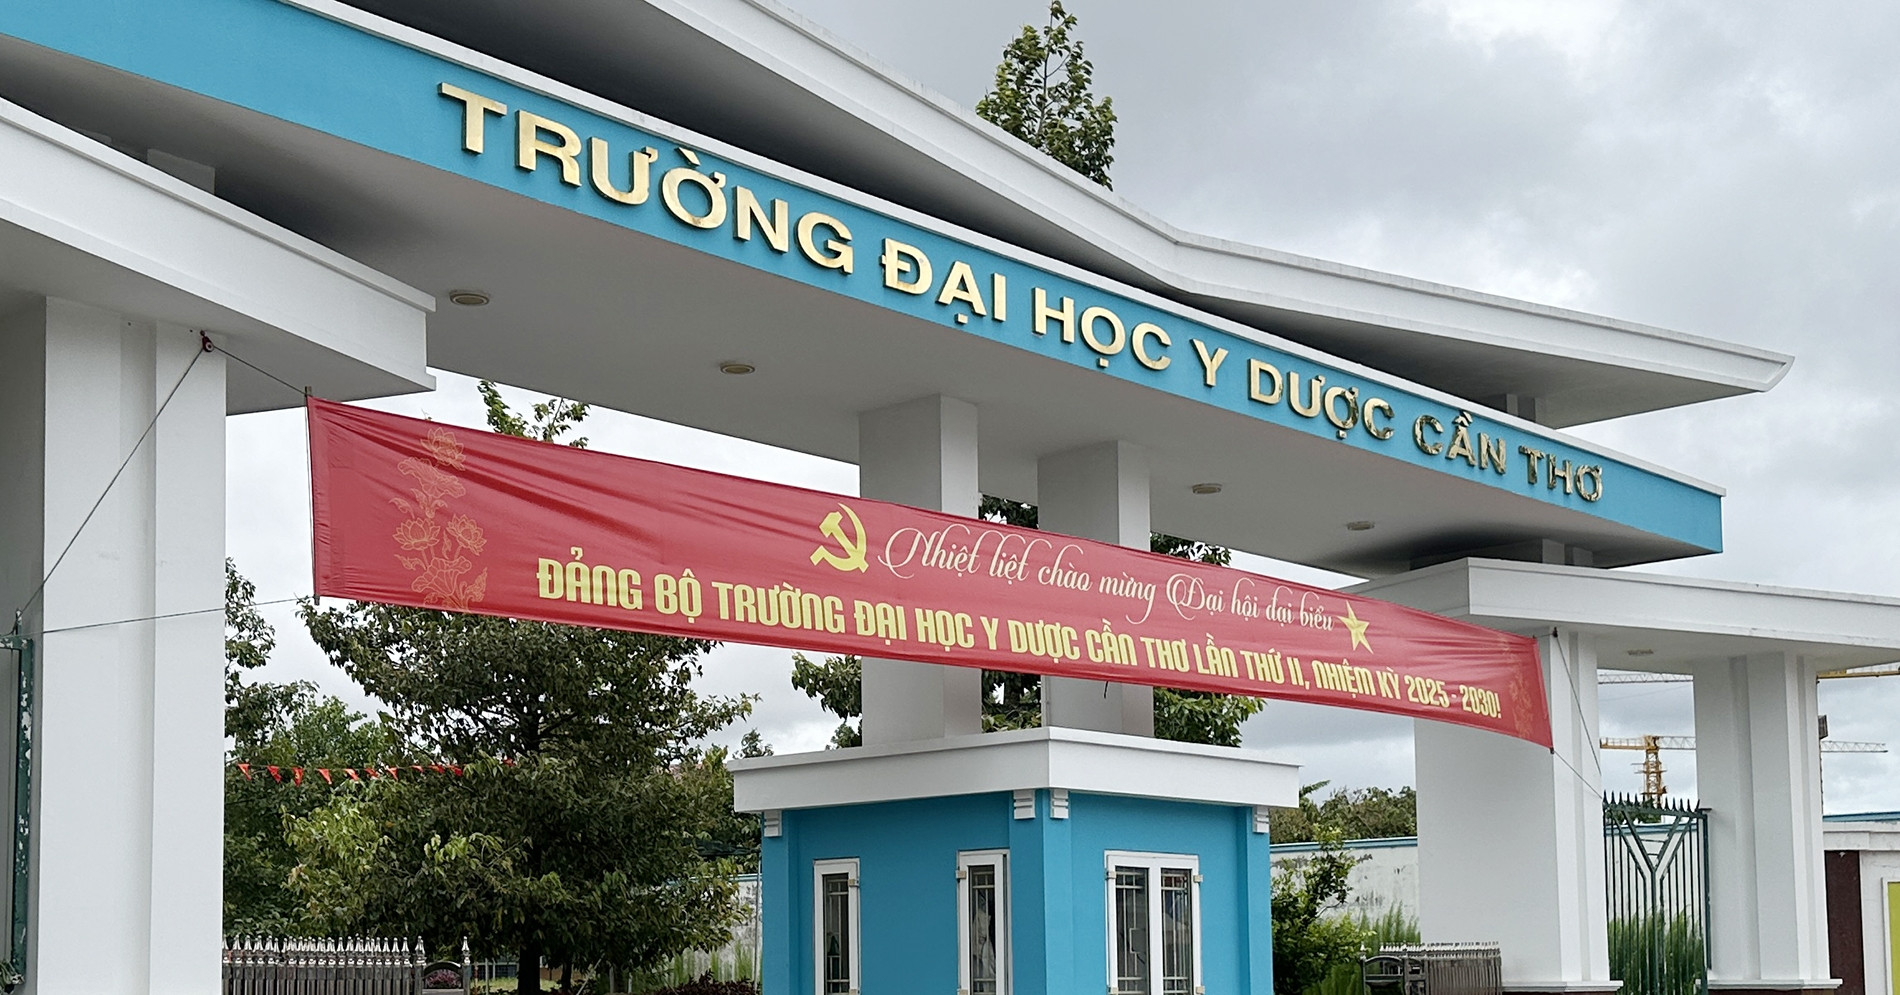 TRƯỜNG ĐẠI HỌC Y DƯỢC CẦN THƠ
Nhiệt liệt chào mừng Đại hội đại biểu
ĐẢNG BỘ TRƯỜNG ĐẠI HỌC Y DƯỢC CẦN THƠ LẦN THỨ II, NHIỆM KỲ 2025 - 2030!